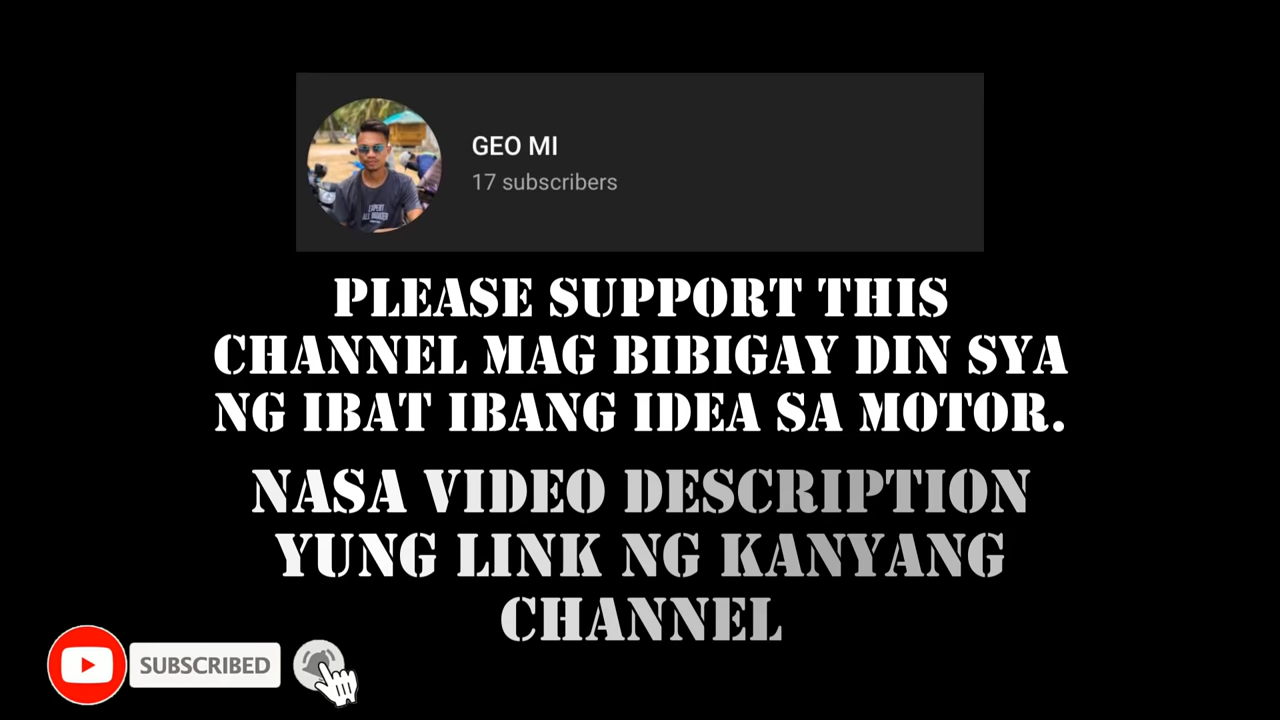 GEO MI
17 subscribers
EXPERT
PLEASE SUPPORT THIS
CHANNEL MAG BIBIGAY DIN SYA
NG IBAT IBANG IDEA SA MOTOR.
NASA VIDEO DESCRIPTION
YUNG LINK NG KANYANG
CHANNEL
SUBSCRIBED